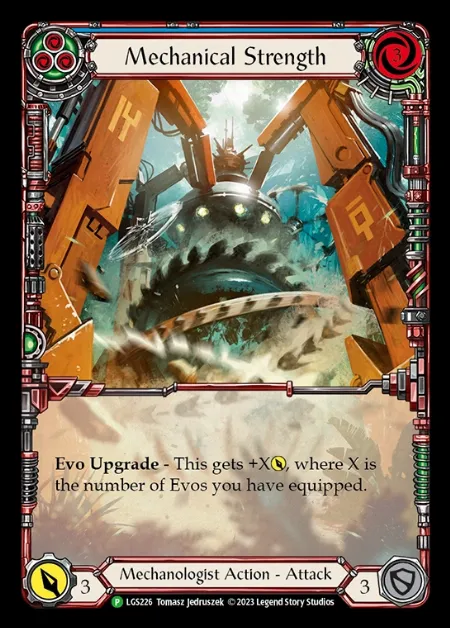 3
Mechanical Strength
Evo Upgrade - This gets +X, where X is
the number of Evos you have equipped.
3
Mechanologist Action - Attack
3
P LGS226 Tomasz Jedruszek © 2023 Legend Story Studios